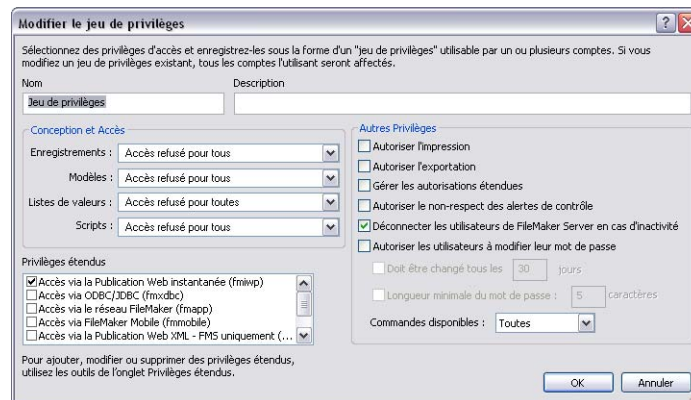 Modifier le jeu de privilèges
Sélectionnez des privilèges d'accès et enregistrez-les sous la forme d'un "jeu de privilèges" utilisable par un ou plusieurs comptes. Si vous
modifiez un jeu de privilèges existant, tous les comptes l'utilisant seront affectés.
Nom
Description
Jeu de privilèges
Conception et Accès
Enregistrements : Accès refusé pour tous
Modèles : Accès refusé pour tous
Listes de valeurs : Accès refusé pour toutes
Scripts : Accès refusé pour tous
Privilèges étendus
Accès via la Publication Web instantanée (fmiwp)
Accès via ODBC/JDBC (fmxdbc)
Accès via le réseau FileMaker (fmapp)
Accès via FileMaker Mobile (fmmobile)
Accès via la Publication Web XML - FMS uniquement (...
Pour ajouter, modifier ou supprimer des privilèges étendus,
utilisez les outils de l'onglet Privilèges étendus.
Autres Privilèges
Autoriser l'impression
Autoriser l'exportation
Gérer les autorisations étendues
Autoriser le non-respect des alertes de contrôle
Déconnecter les utilisateurs de FileMaker Server en cas d'inactivité
Autoriser les utilisateurs à modifier leur mot de passe
Doit être changé tous les 30 jours
Longueur minimale du mot de passe : 5 caractères
Commandes disponibles : Toutes
OK
Annuler